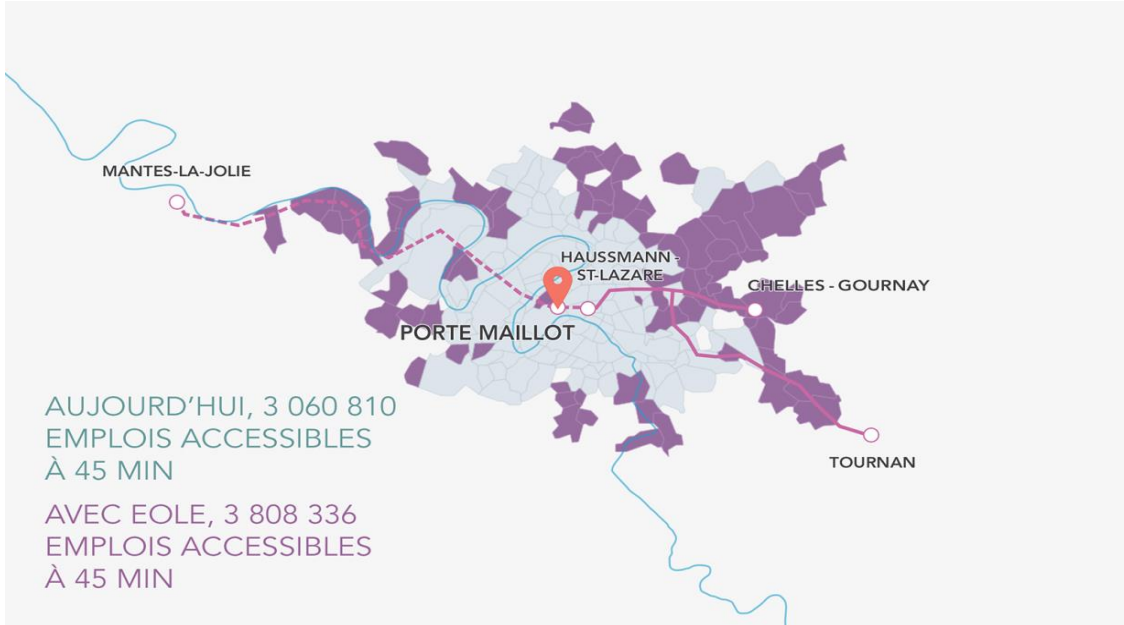 MANTES-LA-JOLIE
HAUSSMANN -
ST-LAZARE
CHELLES - GOURNAY
PORTE MAILLOT
TOURNAN
AUJOURD'HUI, 3 060 810
EMPLOIS ACCESSIBLES
À 45 MIN
AVEC EOLE, 3 808 336
EMPLOIS ACCESSIBLES
À 45 MIN